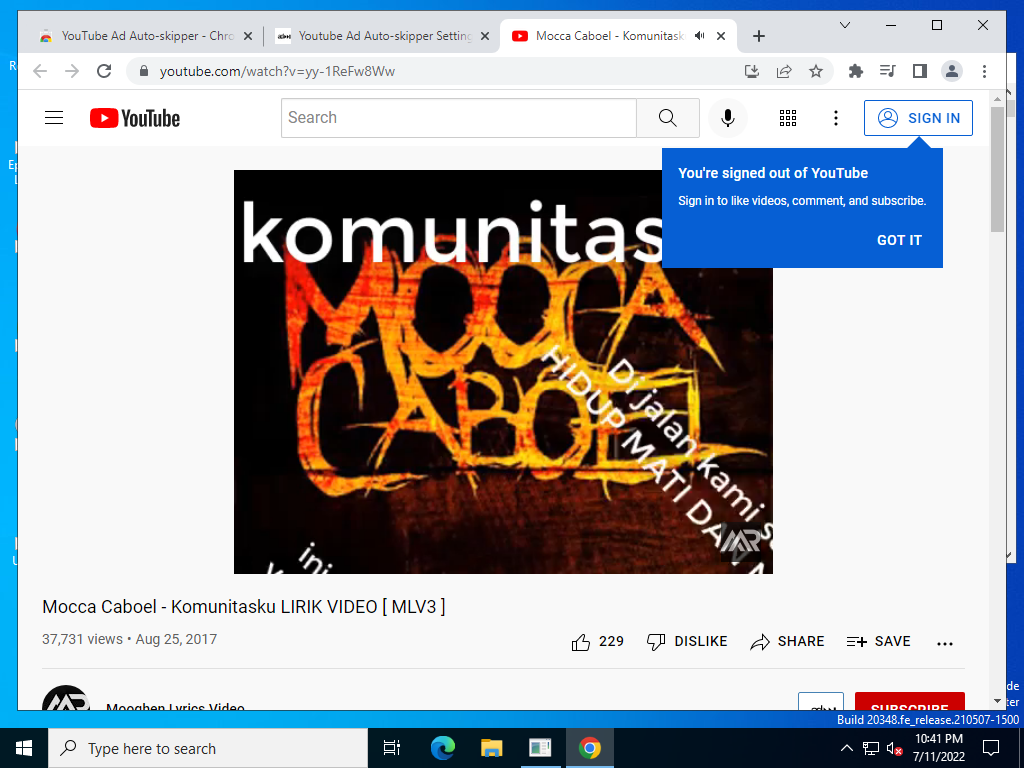 YouTube Ad Auto-skipper - Chro
Youtube Ad Auto-skipper Setting
Mocca Caboel - Komunitask
youtube.com/watch?v=yy-1ReFw8Ww
YouTube
Search
SIGN IN
You're signed out of YouTube
Sign in to like videos, comment, and subscribe.
GOT IT
komunitas
MOOCA
CABOEL
Di jalan kami s
HIDUP MATI DAN M
ini
Mocca Caboel - Komunitasku LIRIK VIDEO [ MLV3 ]
37,731 views • Aug 25, 2017
229
DISLIKE
SHARE
SAVE
Mooghen Lyrics Video
SUBSCRIBE
Build 20348.fe_release.210507-1500
Type here to search
10:41 PM
7/11/2022